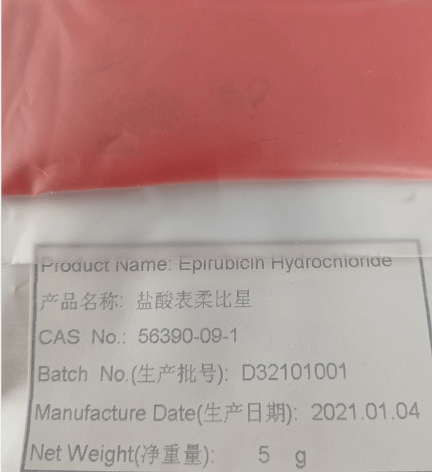 Product Name: Epirubicin Hydrochloride
产品名称: 盐酸表柔比星
CAS No.: 56390-09-1
Batch No.(生产批号): D32101001
Manufacture Date(生产日期): 2021.01.04
Net Weight(净重量): 5 g